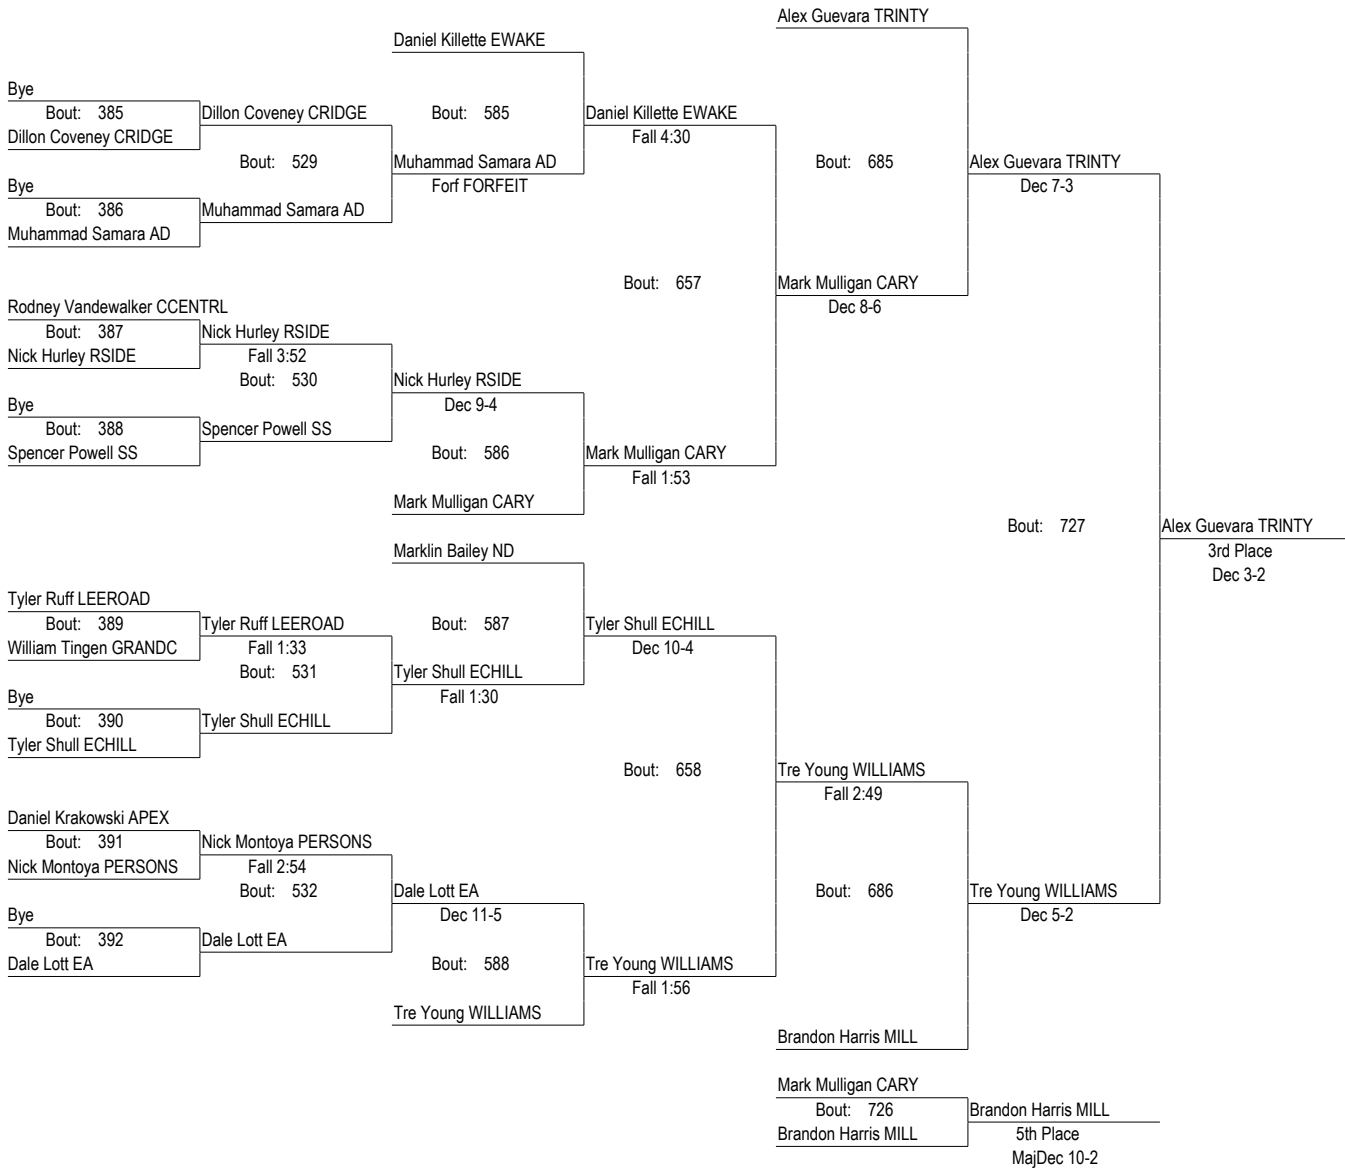 Alex Guevara TRINTY
Daniel Killette EWAKE
Bye
Bout: 385
Dillon Coveney CRIDGE
Bout: 585
Daniel Killette EWAKE
Dillon Coveney CRIDGE
Fall 4:30
Bout: 529
Muhammad Samara AD
Bout: 685
Alex Guevara TRINTY
Bye
Forf FORFEIT
Dec 7-3
Bout: 386
Muhammad Samara AD
Muhammad Samara AD
Bout: 657
Mark Mulligan CARY
Rodney Vandewalker CCENTRL
Dec 8-6
Bout: 387
Nick Hurley RSIDE
Nick Hurley RSIDE
Fall 3:52
Bout: 530
Nick Hurley RSIDE
Bye
Dec 9-4
Bout: 388
Spencer Powell SS
Spencer Powell SS
Bout: 586
Mark Mulligan CARY
Fall 1:53
Mark Mulligan CARY
Bout: 727
Alex Guevara TRINTY
Marklin Bailey ND
3rd Place
Dec 3-2
Tyler Ruff LEEROAD
Bout: 389
Tyler Ruff LEEROAD
Bout: 587
Tyler Shull ECHILL
William Tingen GRANDC
Fall 1:33
Dec 10-4
Bout: 531
Tyler Shull ECHILL
Bye
Fall 1:30
Bout: 390
Tyler Shull ECHILL
Tyler Shull ECHILL
Bout: 658
Tre Young WILLIAMS
Fall 2:49
Daniel Krakowski APEX
Bout: 391
Nick Montoya PERSONS
Nick Montoya PERSONS
Fall 2:54
Bout: 532
Dale Lott EA
Bout: 686
Tre Young WILLIAMS
Bye
Dec 11-5
Dec 5-2
Bout: 392
Dale Lott EA
Dale Lott EA
Bout: 588
Tre Young WILLIAMS
Fall 1:56
Tre Young WILLIAMS
Brandon Harris MILL
Mark Mulligan CARY
Bout: 726
Brandon Harris MILL
Brandon Harris MILL
5th Place
MajDec 10-2